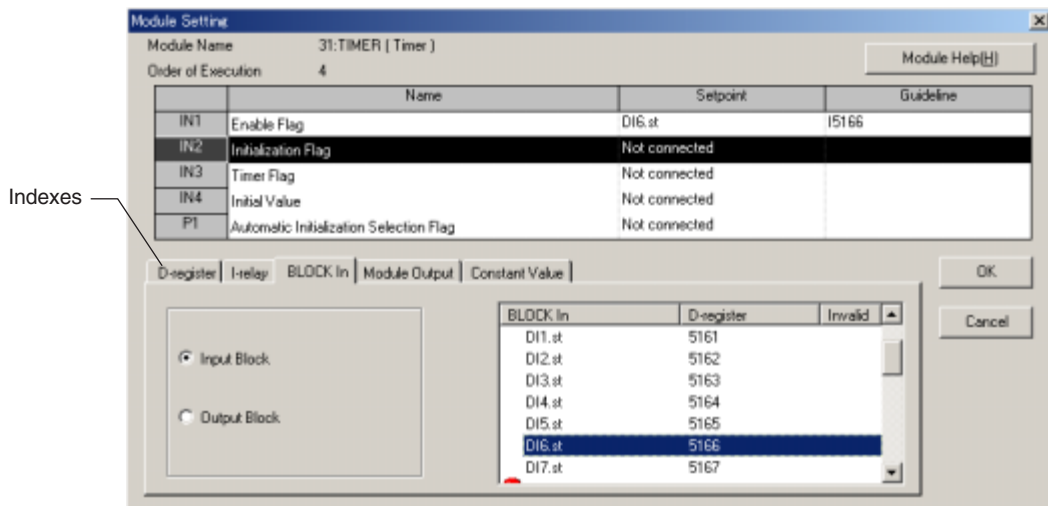 Module Setting
Module Name 31:TIMER ( Timer )
Module Help(H)
Order of Execution 4
Name Setpoint Guideline
IN1 Enable Flag DI6.st I5166
IN2 Initialization Flag Not connected
IN3 Timer Flag Not connected
IN4 Initial Value Not connected
P1 Automatic Initialization Selection Flag Not connected
Indexes
D-register I-relay BLOCK In Module Output Constant Value
OK
Cancel
Input Block
Output Block
BLOCK In D-register Invalid
DI1.st 5161
DI2.st 5162
DI3.st 5163
DI4.st 5164
DI5.st 5165
DI6.st 5166
DI7.st 5167